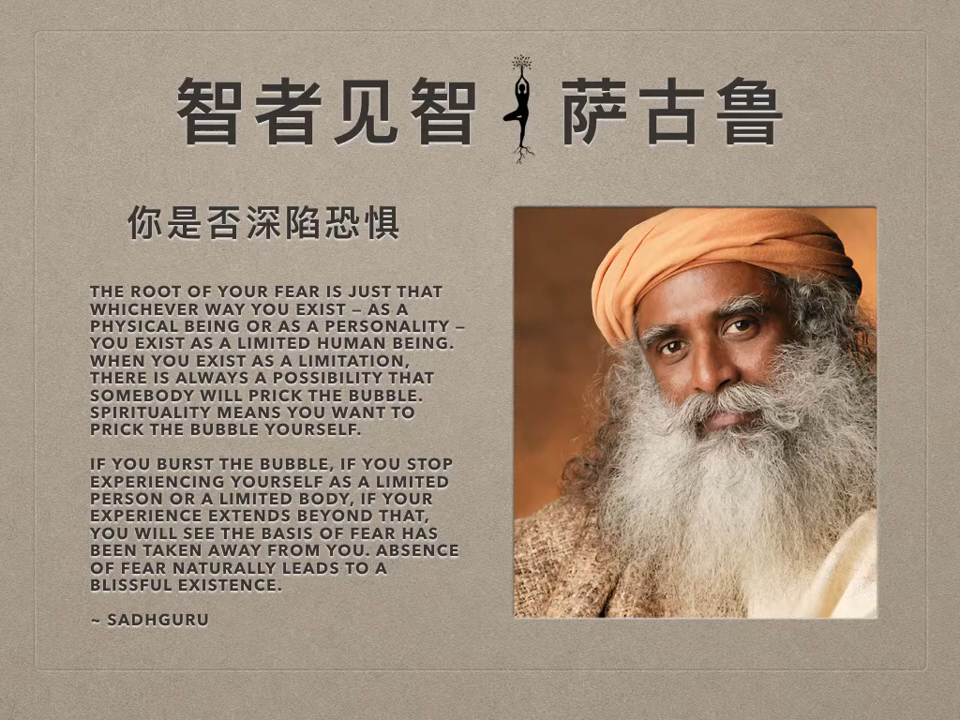 智者见智 萨古鲁
你是否深陷恐惧
THE ROOT OF YOUR FEAR IS JUST THAT
WHICHEVER WAY YOU EXIST – AS A
PHYSICAL BEING OR AS A PERSONALITY –
YOU EXIST AS A LIMITED HUMAN BEING.
WHEN YOU EXIST AS A LIMITATION,
THERE IS ALWAYS A POSSIBILITY THAT
SOMEBODY WILL PRICK THE BUBBLE.
SPIRITUALITY MEANS YOU WANT TO
PRICK THE BUBBLE YOURSELF.
IF YOU BURST THE BUBBLE, IF YOU STOP
EXPERIENCING YOURSELF AS A LIMITED
PERSON OR A LIMITED BODY, IF YOUR
EXPERIENCE EXTENDS BEYOND THAT,
YOU WILL SEE THE BASIS OF FEAR HAS
BEEN TAKEN AWAY FROM YOU. ABSENCE
OF FEAR NATURALLY LEADS TO A
BLISSFUL EXISTENCE.
~ SADHGURU